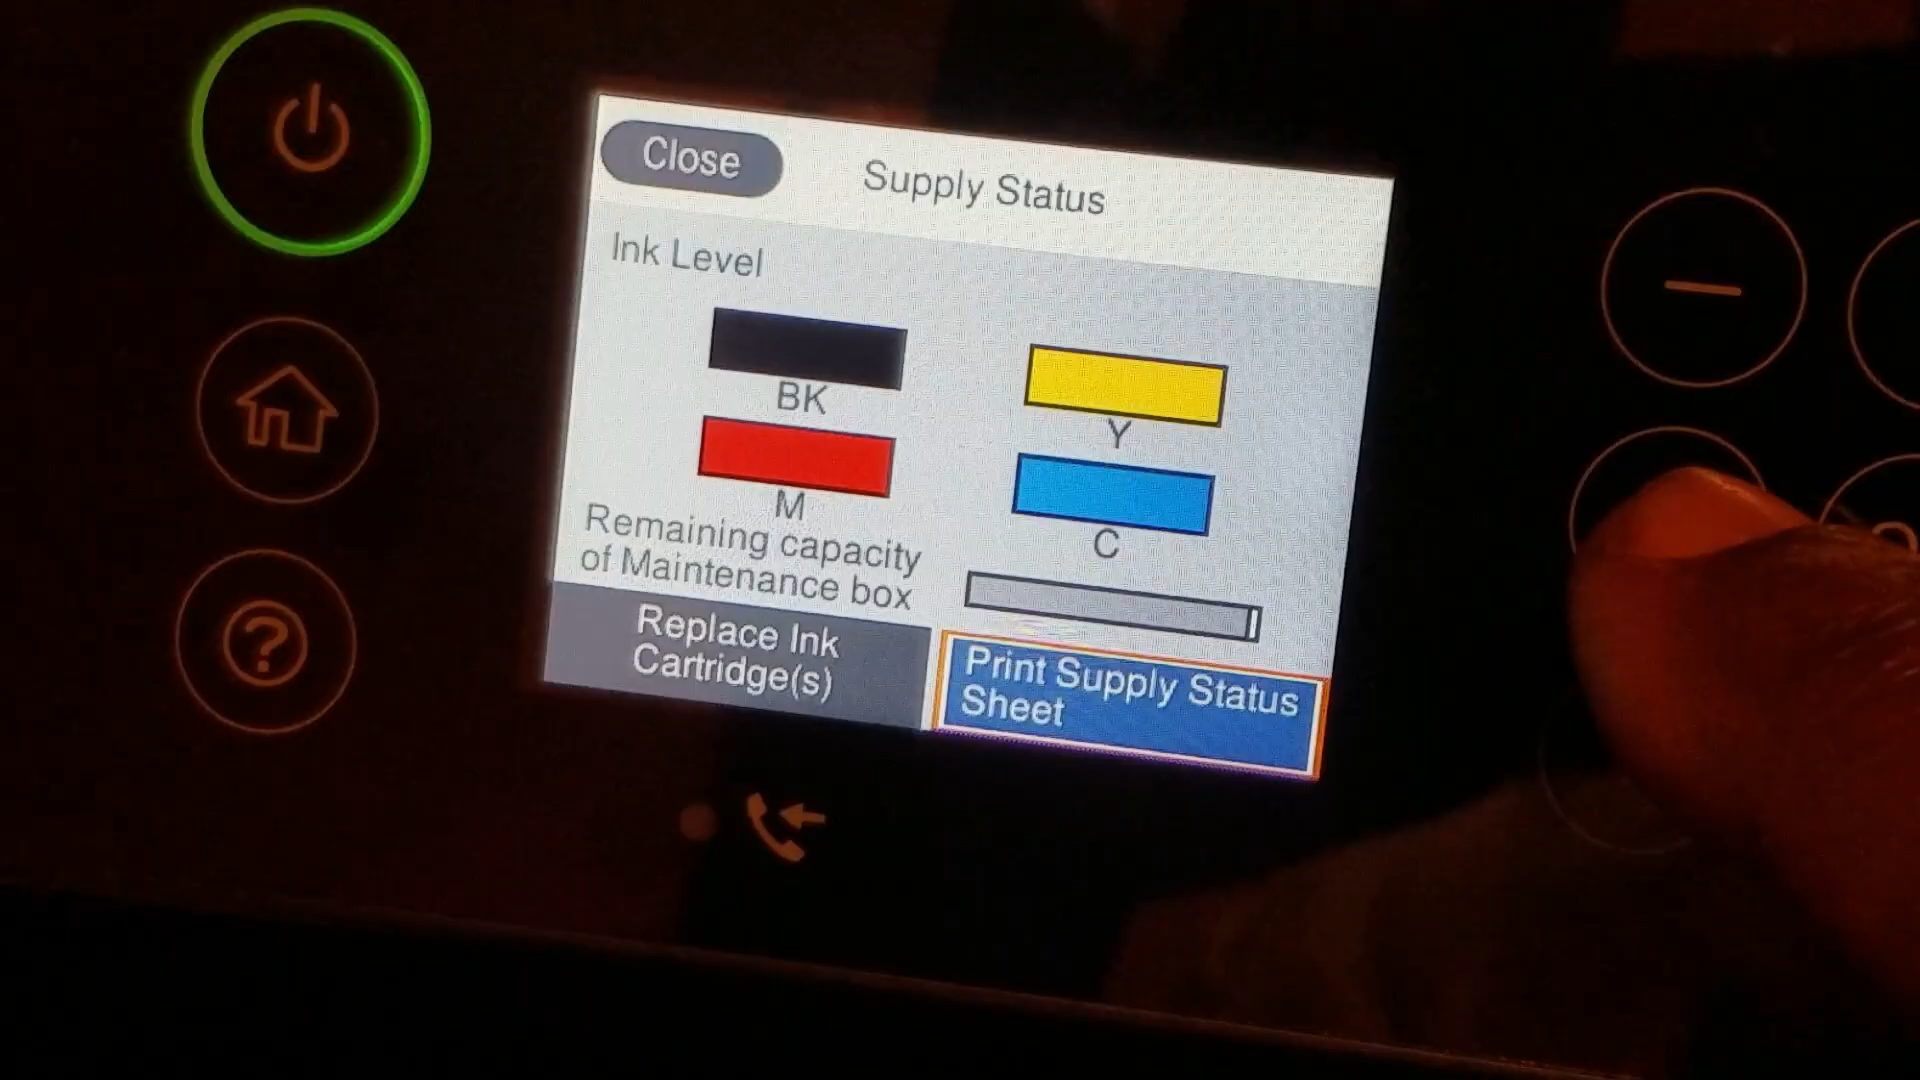 Close
Supply Status
Ink Level
BK
Y
M
C
Remaining capacity
of Maintenance box
Replace Ink
Cartridge(s)
Print Supply Status
Sheet
?